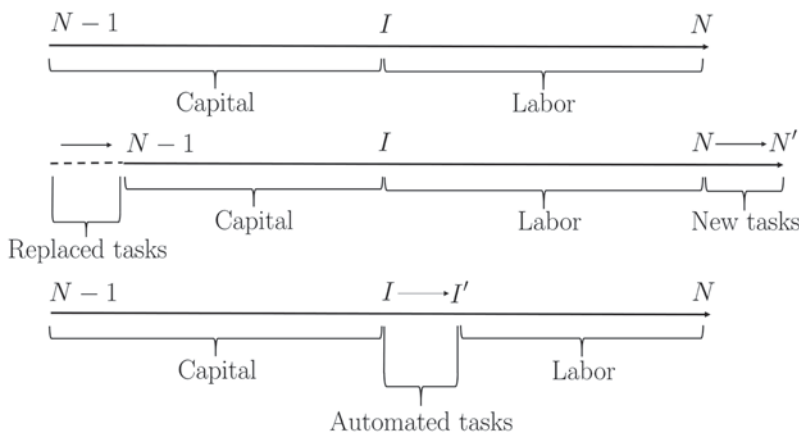 N − 1 I N
Capital Labor
N − 1 I N N′
Capital Labor New tasks
Replaced tasks
N − 1 I I′ N
Capital Labor
Automated tasks